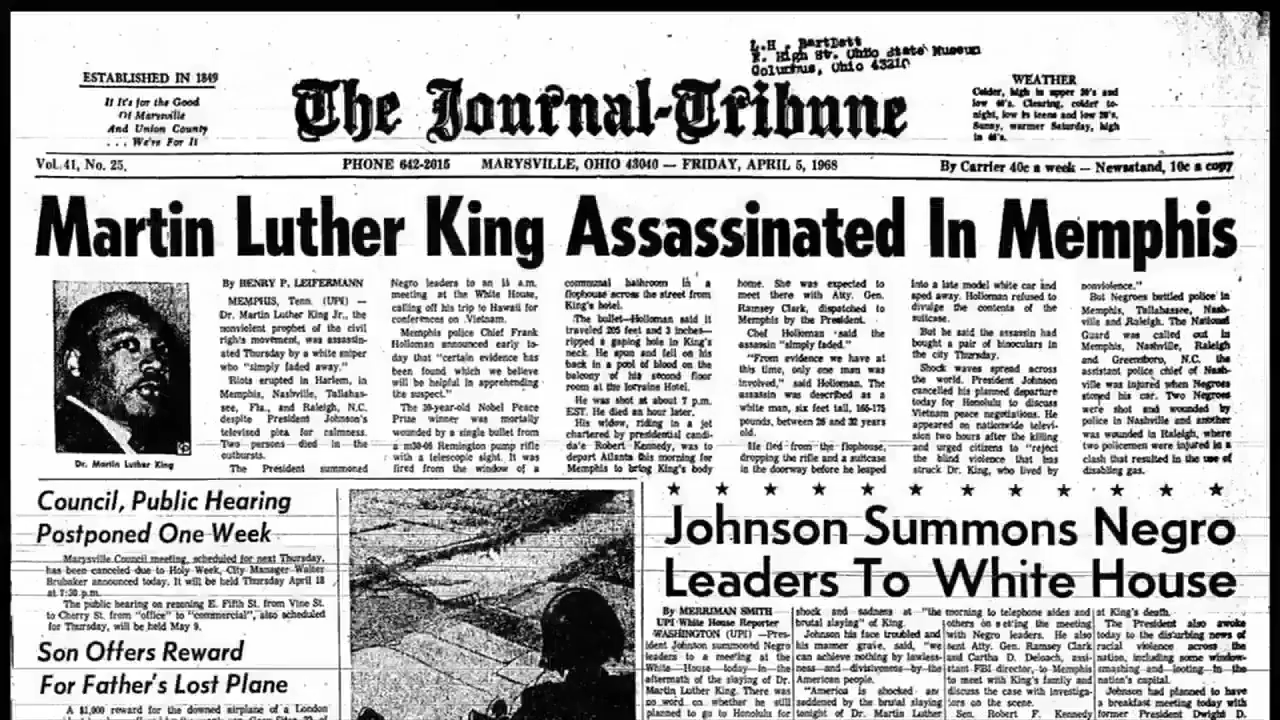 L.H. Bartlett
E. High St. Ohio State Museum
Columbus, Ohio 43210
ESTABLISHED IN 1849
If It's for the Good
Of Marysville
And Union County
. . . We're For It
The Journal-Tribune
WEATHER
Colder, high in upper 50's and
low 60's. Clearing, colder to-
night, low in teens and low 20's.
Sunny, warmer Saturday, high
in 40's.
Vol. 41, No. 25,
PHONE 642-2015
MARYSVILLE, OHIO 43040 — FRIDAY, APRIL 5, 1968
By Carrier 40c a week — Newsstand, 10c a copy
Martin Luther King Assassinated In Memphis
Dr. Martin Luther King
By HENRY P. LEIFERMANN
MEMPHIS, Tenn. (UPI) —
Dr. Martin Luther King Jr., the
nonviolent prophet of the civil
rights movement, was assassin-
ated Thursday by a white sniper
who "simply faded away."
Riots erupted in Harlem, in
Memphis, Nashville, Tallahas-
see, Fla., and Raleigh, N.C.
despite President Johnson's
televised plea for calmness.
Two persons died in the
outbursts.
The President summoned
Negro leaders to an 11 a.m.
meeting at the White House,
calling off his trip to Hawaii for
conferences on Vietnam.
Memphis police Chief Frank
Holloman announced early to-
day that "certain evidence has
been found which we believe
will be helpful in apprehending
the suspect."
The 39-year-old Nobel Peace
Prize winner was mortally
wounded by a single bullet from
a 30-06 Remington pump rifle
with a telescopic sight. It was
fired from the window of a
communal bathroom in a
flophouse across the street from
King's hotel.
The bullet—Holloman said it
traveled 205 feet and 3 inches—
ripped a gaping hole in King's
neck. He spun and fell on his
back in a pool of blood on the
balcony of his second floor
room at the Lorraine Hotel.
He was shot at about 7 p.m.
EST. He died an hour later.
His widow, riding in a jet
chartered by presidential candi-
date Robert Kennedy, was to
depart Atlanta this morning for
Memphis to bring King's body
home. She was expected to
meet there with Atty. Gen.
Ramsey Clark, dispatched to
Memphis by the President.
Chief Holloman said the
assassin "simply faded."
"From evidence we have at
this time, only one man was
involved," said Holloman. The
assassin was described as a
white man, six feet tall, 165-175
pounds, between 26 and 32 years
old.
He fled from the flophouse,
dropping the rifle and a suitcase
in the doorway before he leaped
into a late model white car and
sped away. Holloman refused to
divulge the contents of the
suitcase.
But he said the assassin had
bought a pair of binoculars in
the city Thursday.
Shock waves spread across
the world. President Johnson
cancelled his planned departure
today for Honolulu to discuss
Vietnam peace negotiations. He
appeared on nationwide televi-
sion two hours after the killing
and urged citizens to "reject
the blind violence that has
struck Dr. King, who lived by
nonviolence."
But Negroes battled police in
Memphis, Tallahassee, Nash-
ville and Raleigh. The National
Guard was called out in
Memphis, Nashville, Raleigh
and Greensboro, N.C. the
assistant police chief of Nash-
ville was injured when Negroes
stoned his car. Two Negroes
were shot and wounded by
police in Nashville and another
was wounded in Raleigh, where
two permits were injured in a
clash that resulted in the use of
disabling gas.
Council, Public Hearing
Postponed One Week
Marysville Council meeting, scheduled for next Thursday,
has been canceled due to Holy Week, City Manager Walter
Brubaker announced today. It will be held Thursday April 18
at 7:30 p.m.
The public hearing on rezoning E. Fifth St. from Vine St.
to Cherry St. from "office" to "commercial", also scheduled
for Thursday, will be held May 9.
Son Offers Reward
For Father's Lost Plane
A $1,000 reward for the downed airplane of a London
Johnson Summons Negro
Leaders To White House
By MERRIMAN SMITH
UPI White House Reporter
WASHINGTON (UPI) —Pres-
ident Johnson summoned Negro
leaders to a meeting at the
White House today in the
aftermath of the slaying of Dr.
Martin Luther King. There was
no word on whether he still
planned to go to Honolulu for
shock and sadness at "the
brutal slaying" of King.
Johnson his face troubled and
his manner grave, said, "we
can achieve nothing by lawless-
ness and divisiveness by the
American people.
"America is shocked and
saddened by the brutal slaying
tonight of Dr. Martin Luther
morning to telephone aides and
others on setting the meeting
with Negro leaders. He also
sent Atty. Gen. Ramsey Clark
and Cartha D. Deloach, assi-
tant FBI director, to Memphis
to meet with King's family and
discuss the case with investiga-
tors on the scene.
Sen. Robert F. Kennedy
at King's death.
The President also awoke
today to the disturbing news of
racial violence across the
nation, including some window-
smashing and looting in the
nation's capital.
Johnson had planned to have
a breakfast meeting today with
former President Dwight D.